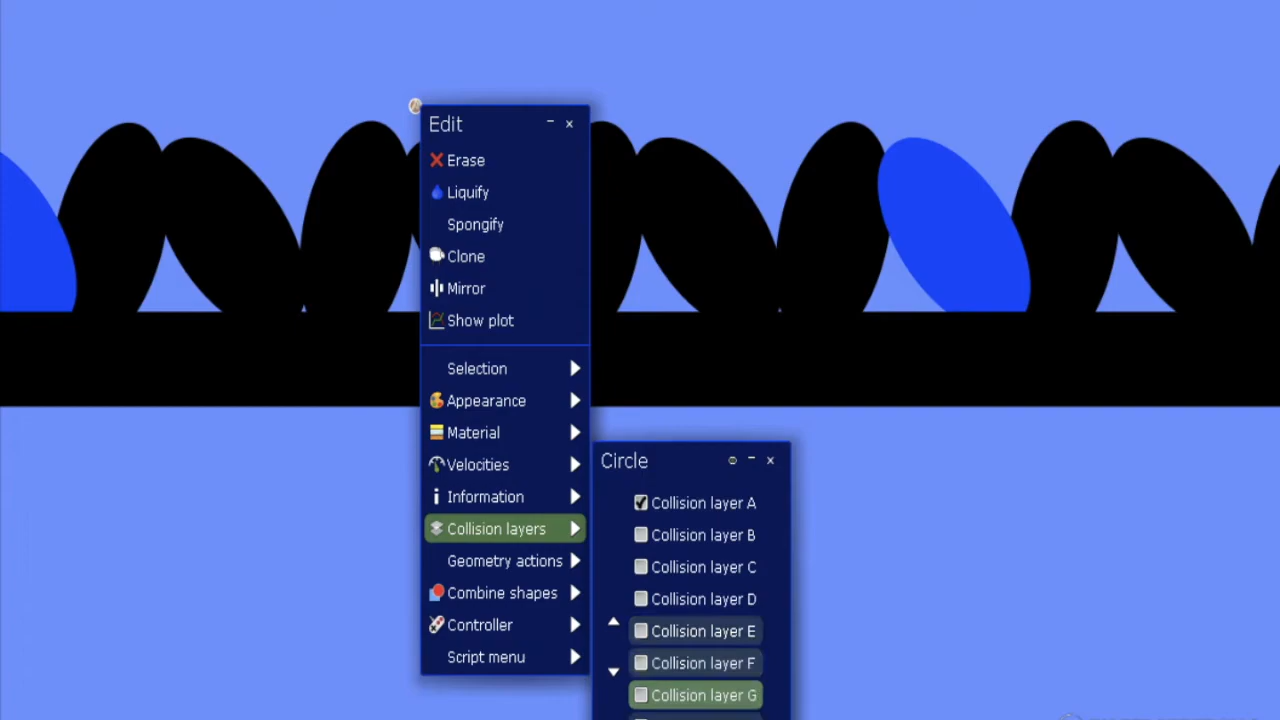 Edit
Erase
Liquify
Spongify
Clone
Mirror
Show plot
Selection
Appearance
Material
Velocities
Information
Collision layers
Geometry actions
Combine shapes
Controller
Script menu
Circle
Collision layer A
Collision layer B
Collision layer C
Collision layer D
Collision layer E
Collision layer F
Collision layer G